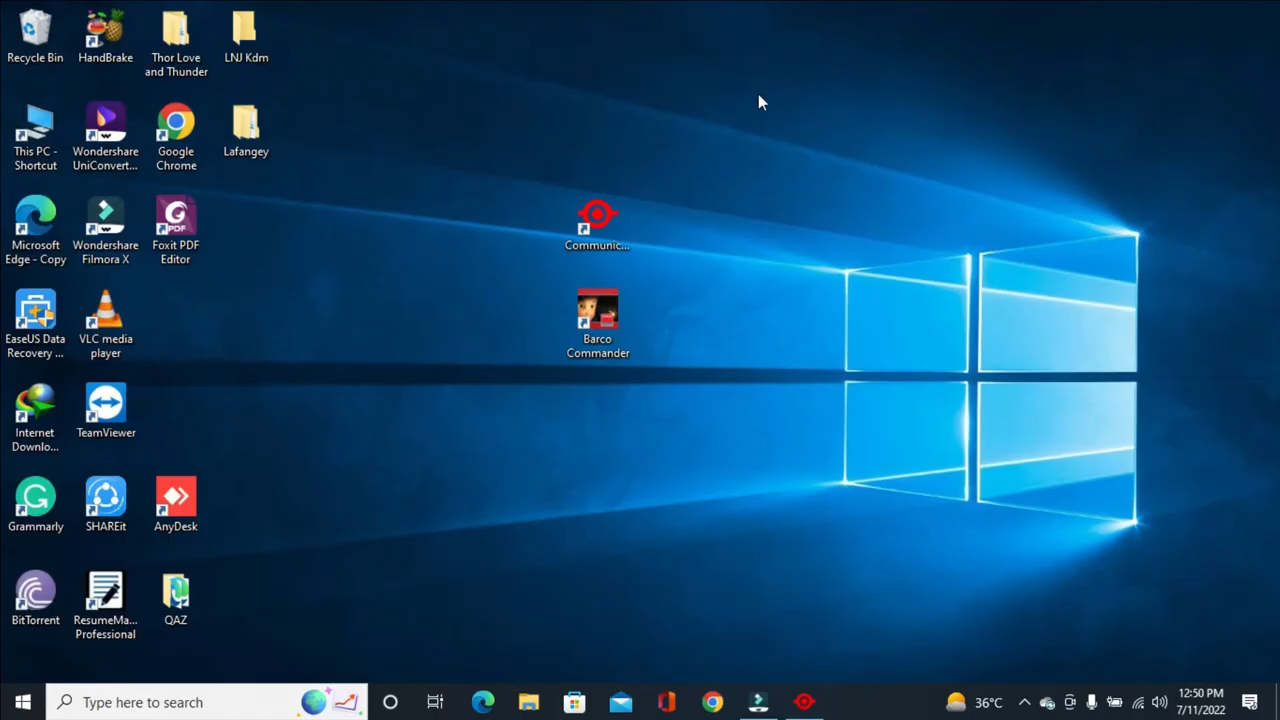 Recycle Bin
HandBrake
Thor Love
and Thunder
LNJ Kdm
This PC -
Shortcut
Wondershare
UniConvert...
Google
Chrome
Lafangey
Microsoft
Edge - Copy
Wondershare
Filmora X
PDF
Foxit PDF
Editor
Communic...
EaseUS Data
Recovery ...
VLC media
player
Barco
Commander
Internet
Downlo...
TeamViewer
Grammarly
SHAREit
AnyDesk
BitTorrent
ResumeMa...
Professional
QAZ
Type here to search
36°C
12:50 PM
7/11/2022